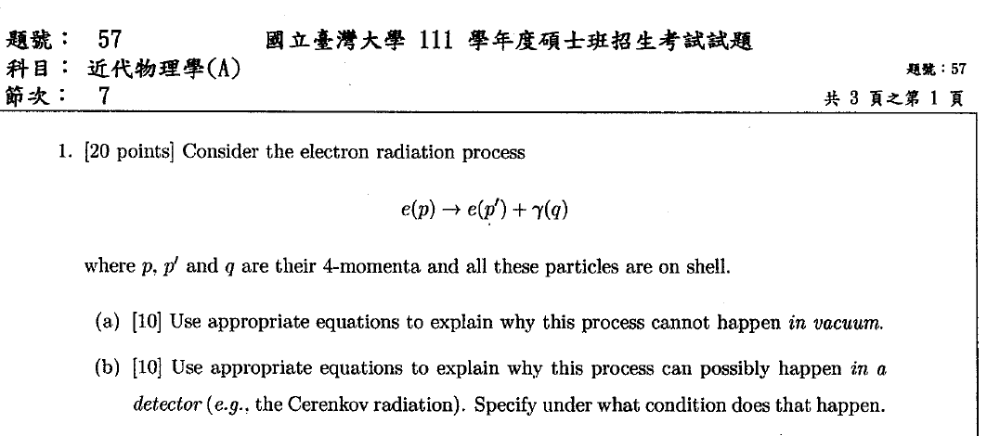 題號： 57 國立臺灣大學 111 學年度碩士班招生考試試題
科目： 近代物理學(A) 題號：57
節次： 7 共 3 頁之第 1 頁
1. [20 points] Consider the electron radiation process
e(p) → e(p′) + γ(q)
where p, p′ and q are their 4-momenta and all these particles are on shell.
(a) [10] Use appropriate equations to explain why this process cannot happen in vacuum.
(b) [10] Use appropriate equations to explain why this process can possibly happen in a
detector (e.g., the Cerenkov radiation). Specify under what condition does that happen.